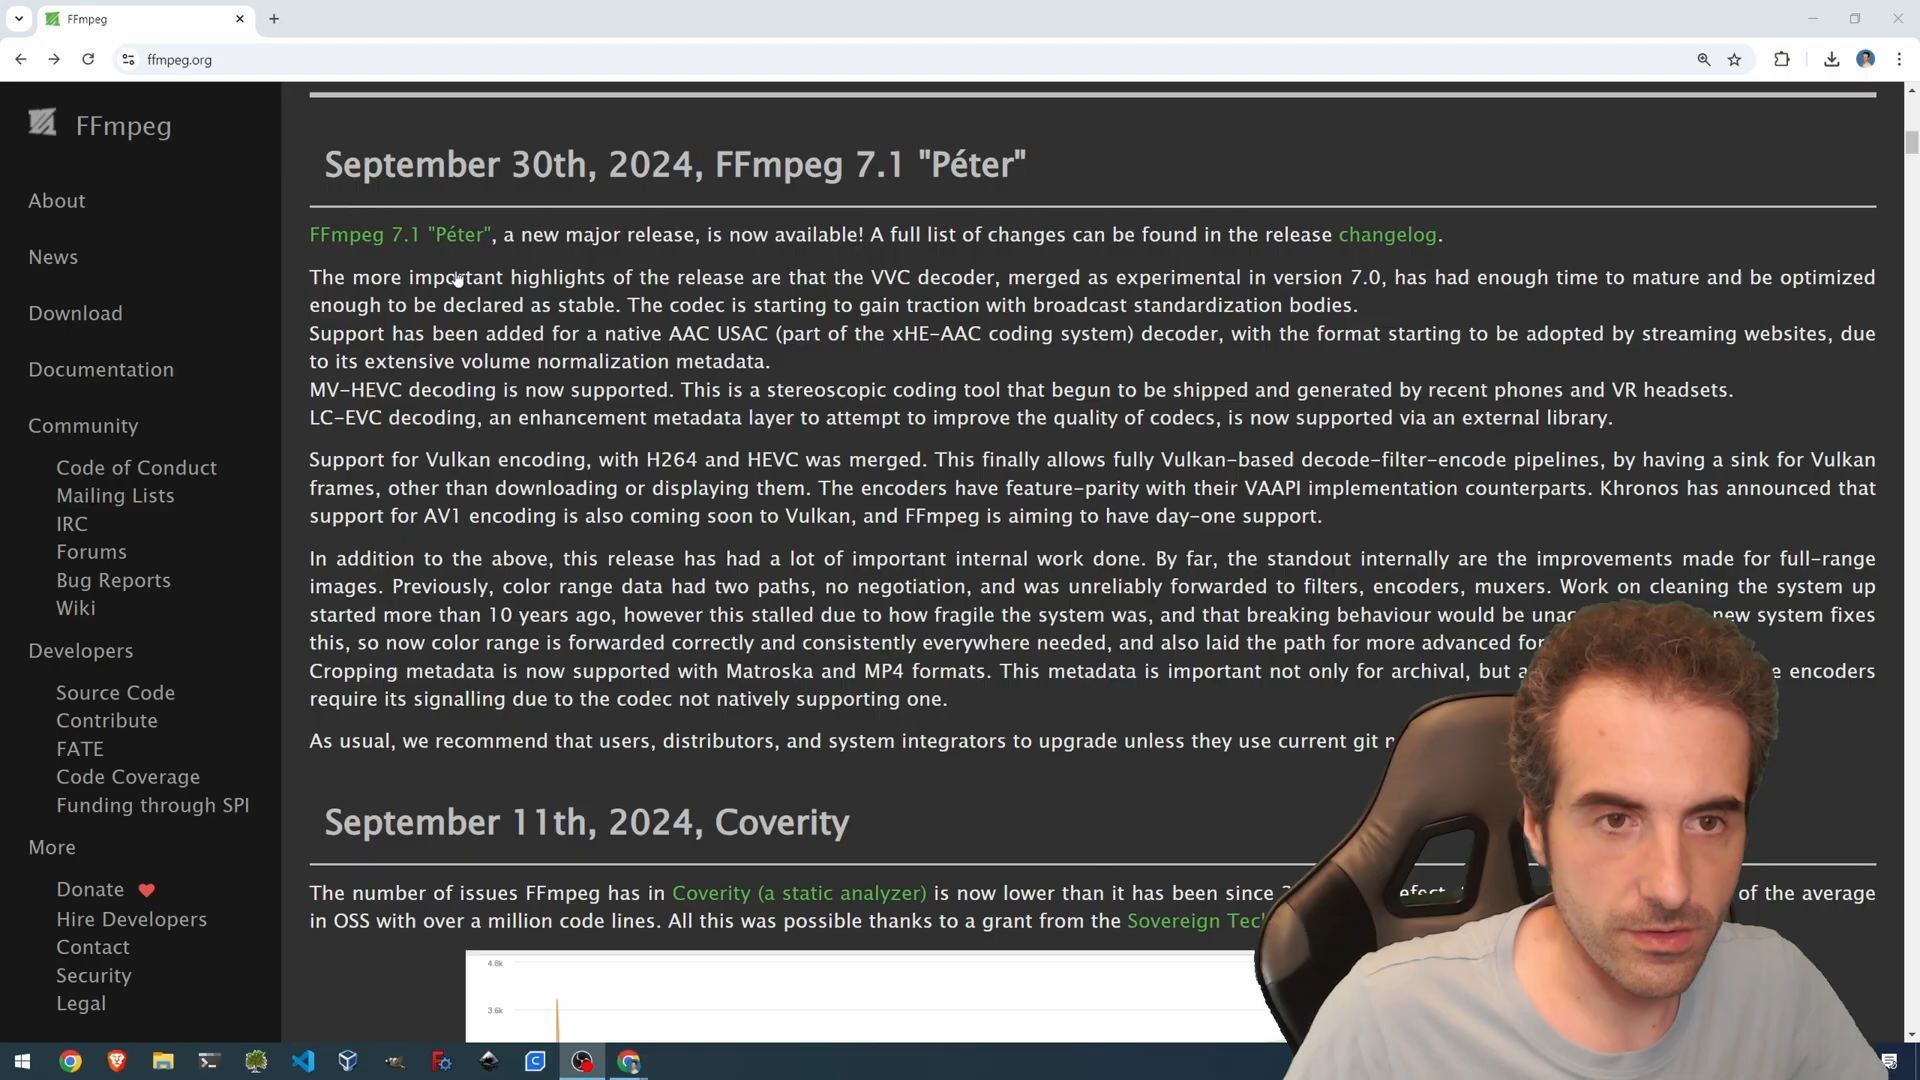 FFmpeg
ffmpeg.org
FFmpeg
About
News
Download
Documentation
Community
Code of Conduct
Mailing Lists
IRC
Forums
Bug Reports
Wiki
Developers
Source Code
Contribute
FATE
Code Coverage
Funding through SPI
More
Donate
Hire Developers
Contact
Security
Legal
September 30th, 2024, FFmpeg 7.1 "Péter"
FFmpeg 7.1 "Péter", a new major release, is now available! A full list of changes can be found in the release changelog.
The more important highlights of the release are that the VVC decoder, merged as experimental in version 7.0, has had enough time to mature and be optimized
enough to be declared as stable. The codec is starting to gain traction with broadcast standardization bodies.
Support has been added for a native AAC USAC (part of the xHE-AAC coding system) decoder, with the format starting to be adopted by streaming websites, due
to its extensive volume normalization metadata.
MV-HEVC decoding is now supported. This is a stereoscopic coding tool that begun to be shipped and generated by recent phones and VR headsets.
LC-EVC decoding, an enhancement metadata layer to attempt to improve the quality of codecs, is now supported via an external library.
Support for Vulkan encoding, with H264 and HEVC was merged. This finally allows fully Vulkan-based decode-filter-encode pipelines, by having a sink for Vulkan
frames, other than downloading or displaying them. The encoders have feature-parity with their VAAPI implementation counterparts. Khronos has announced that
support for AV1 encoding is also coming soon to Vulkan, and FFmpeg is aiming to have day-one support.
In addition to the above, this release has had a lot of important internal work done. By far, the standout internally are the improvements made for full-range
images. Previously, color range data had two paths, no negotiation, and was unreliably forwarded to filters, encoders, muxers. Work on cleaning the system up
started more than 10 years ago, however this stalled due to how fragile the system was, and that breaking behaviour would be new system fixes
this, so now color range is forwarded correctly and consistently everywhere needed, and also laid the path for more advanced
Cropping metadata is now supported with Matroska and MP4 formats. This metadata is important not only for archival, but encoders
require its signalling due to the codec not natively supporting one.
As usual, we recommend that users, distributors, and system integrators to upgrade unless they use current git
September 11th, 2024, Coverity
The number of issues FFmpeg has in Coverity (a static analyzer) is now lower than it has been since of the average
in OSS with over a million code lines. All this was possible thanks to a grant from the Sovereign
4.8k
3.6k